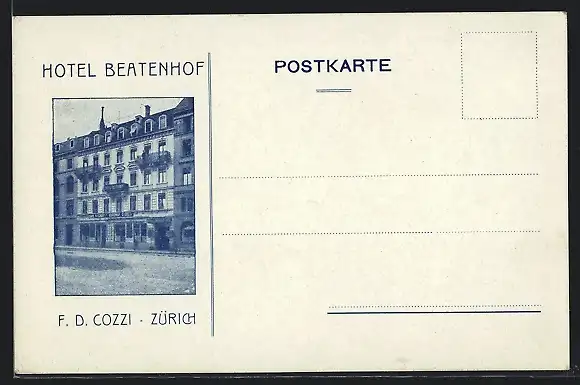 HOTEL BEATENHOF
F. D. COZZI - ZÜRICH
POSTKARTE